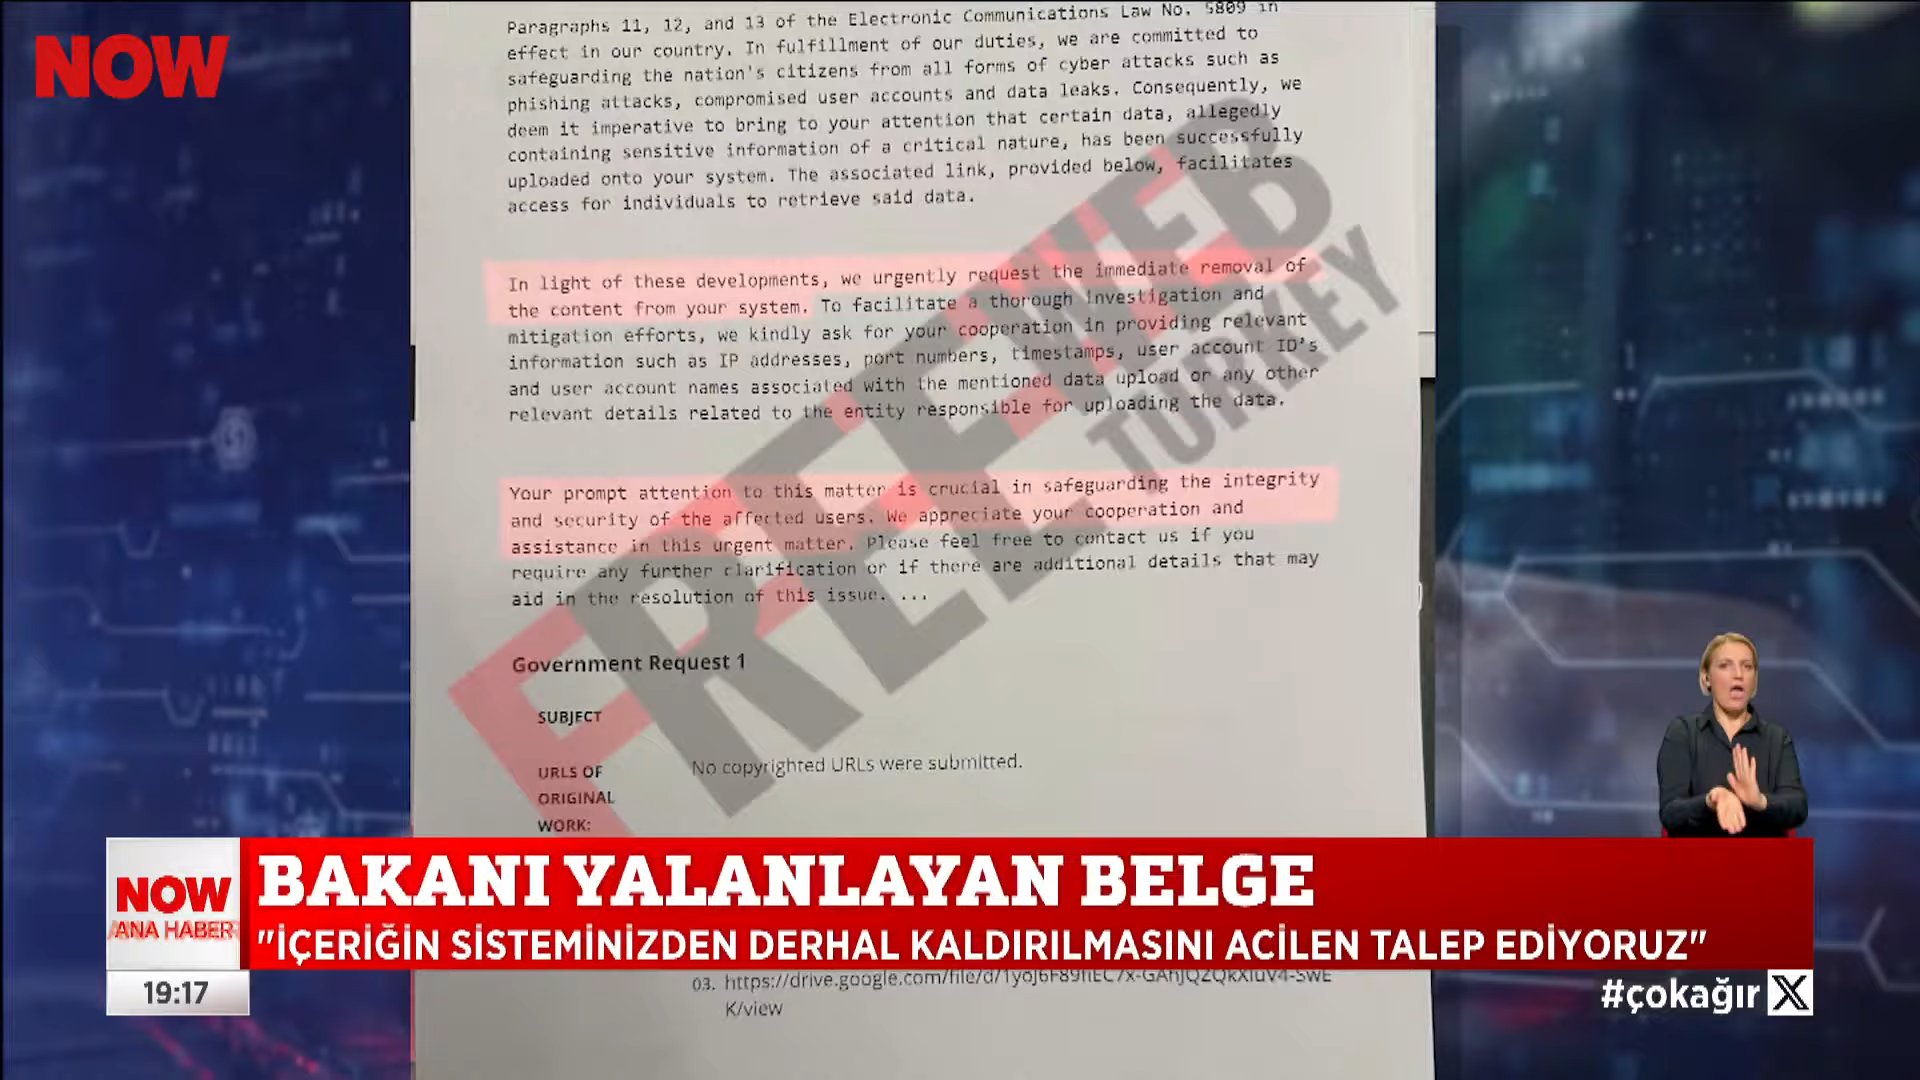 NOW
Paragraphs 11, 12, and 13 of the Electronic Communications Law No. 5809 in
effect in our country. In fulfillment of our duties, we are committed to
safeguarding the nation's citizens from all forms of cyber attacks such as
phishing attacks, compromised user accounts and data leaks. Consequently, we
deem it imperative to bring to your attention that certain data, allegedly
containing sensitive information of a critical nature, has been successfully
uploaded onto your system. The associated link, provided below, facilitates
access for individuals to retrieve said data.
In light of these developments, we urgently request the immediate removal of
the content from your system. To facilitate a thorough investigation and
mitigation efforts, we kindly ask for your cooperation in providing relevant
information such as IP addresses, port numbers, timestamps, user account ID's
and user account names associated with the mentioned data upload or any other
relevant details related to the entity responsible for uploading the data.
Your prompt attention to this matter is crucial in safeguarding the integrity
and security of the affected users. We appreciate your cooperation and
assistance in this urgent matter. Please feel free to contact us if you
require any further clarification or if there are additional details that may
aid in the resolution of this issue. ...
FREE WEB
TURKEY
Government Request 1
SUBJECT
URLS OF
ORIGINAL
WORK:
No copyrighted URLs were submitted.
NOW
ANA HABER
BAKANI YALANLAYAN BELGE
"İÇERİĞİN SİSTEMİNİZDEN DERHAL KALDIRILMASINI ACİLEN TALEP EDİYORUZ"
03.
K/view
19:17
#çokağır X